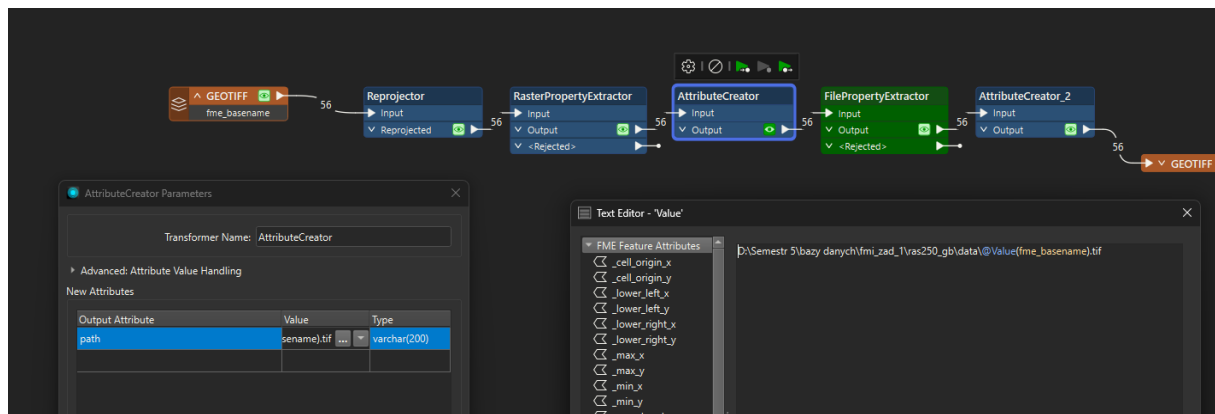 GEOTIFF
fme_basename
56
Reprojector
Input
Reprojected
56
RasterPropertyExtractor
Input
Output
<Rejected>
56
AttributeCreator
Input
Output
56
FilePropertyExtractor
Input
Output
<Rejected>
56
AttributeCreator_2
Input
Output
56
GEOTIFF
AttributeCreator Parameters
Transformer Name: AttributeCreator
Advanced: Attribute Value Handling
New Attributes
Output Attribute Value Type
path sename).tif ... varchar(200)
Text Editor - 'Value'
FME Feature Attributes
_cell_origin_x
_cell_origin_y
_lower_left_x
_lower_left_y
_lower_right_x
_lower_right_y
_max_x
_max_y
_min_x
_min_y
D:\Semestr 5\bazy danych\fmi_zad_1\ras250_gb\data\@Value(fme_basename).tif